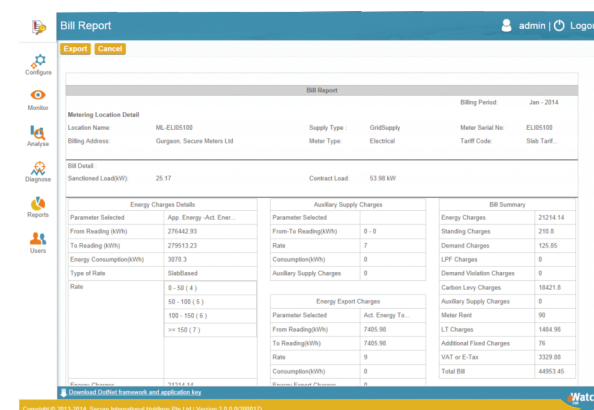 Bill Report
admin | Logou
Export Cancel
Configure
Monitor
Analyse
Diagnose
Reports
Users
Bill Report
Billing Period: Jan - 2014
Metering Location Detail
Location Name: ML-ELI05100 Supply Type : GridSupply Meter Serial No: ELI05100
Billing Address: Gurgaon, Secure Meters Ltd Meter Type: Electrical Tariff Code: Slab Tarif...
Bill Detail:
Sanctioned Load(kW): 25.17 Contract Load: 53.98 kW
Energy Charges Details
Parameter Selected App. Energy -Act. Ener...
From Reading (kWh) 276442.93
To Reading (kWh) 279513.23
Energy Consumption(kWh) 3070.3
Type of Rate SlabBased
Rate 0 - 50 ( 4 )
50 - 100 ( 5 )
100 - 150 ( 6 )
>= 150 ( 7 )
Energy Charges 21214.14
Auxiliary Supply Charges
Parameter Selected
From-To Reading(kWh) 0 - 0
Rate 7
Consumption(kWh) 0
Auxiliary Supply Charges 0
Energy Export Charges
Parameter Selected Act. Energy To...
From Reading(kWh) 7405.98
To Reading(kWh) 7405.98
Rate 9
Consumption(kWh) 0
Energy Export Charges 0
Bill Summary
Energy Charges 21214.14
Standing Charges 210.8
Demand Charges 125.85
LPF Charges 0
Demand Violation Charges 0
Carbon Levy Charges 18421.8
Auxiliary Supply Charges 0
Meter Rent 90
LT Charges 1484.98
Additional Fixed Charges 76
VAT or E-Tax 3329.88
Total Bill 44953.45
Download DotNet framework and application key
Watc
Copyright © 2013-2014, Secure International Holdings Pte Ltd